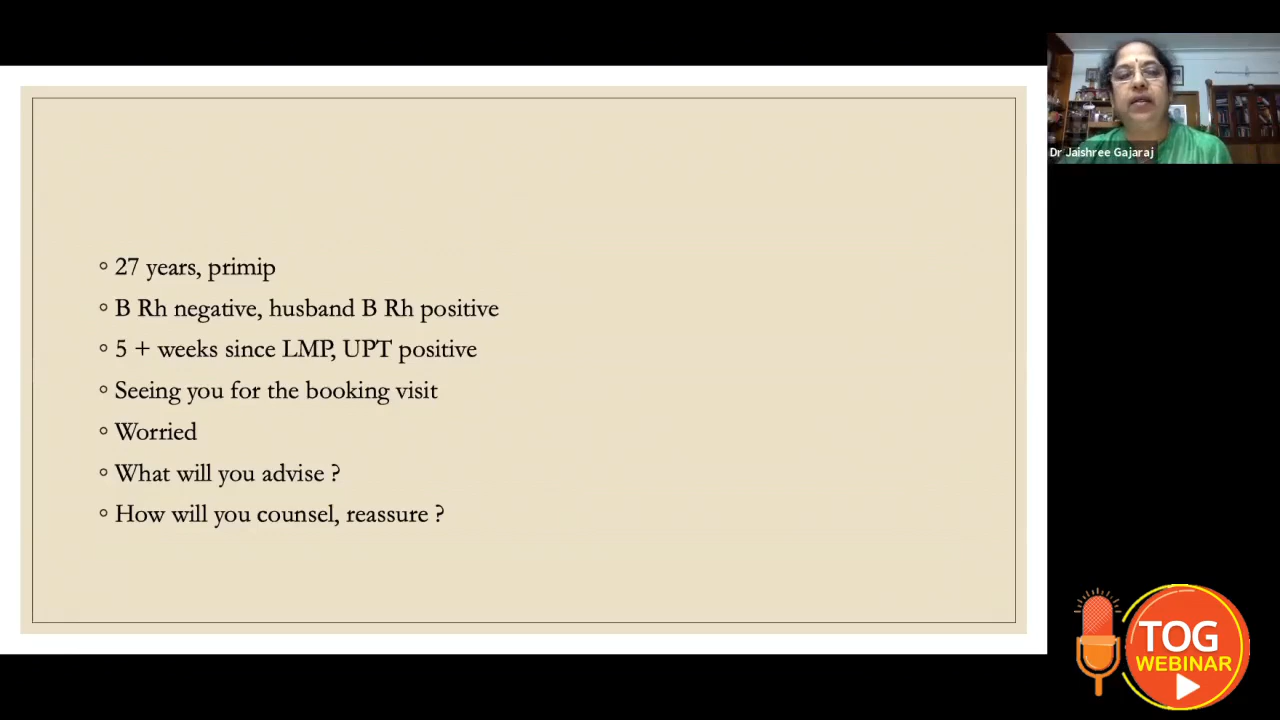 Dr Jaishree Gajaraj
◦ 27 years, primip
◦ B Rh negative, husband B Rh positive
◦ 5 + weeks since LMP, UPT positive
◦ Seeing you for the booking visit
◦ Worried
◦ What will you advise ?
◦ How will you counsel, reassure ?
TOG
WEBINAR